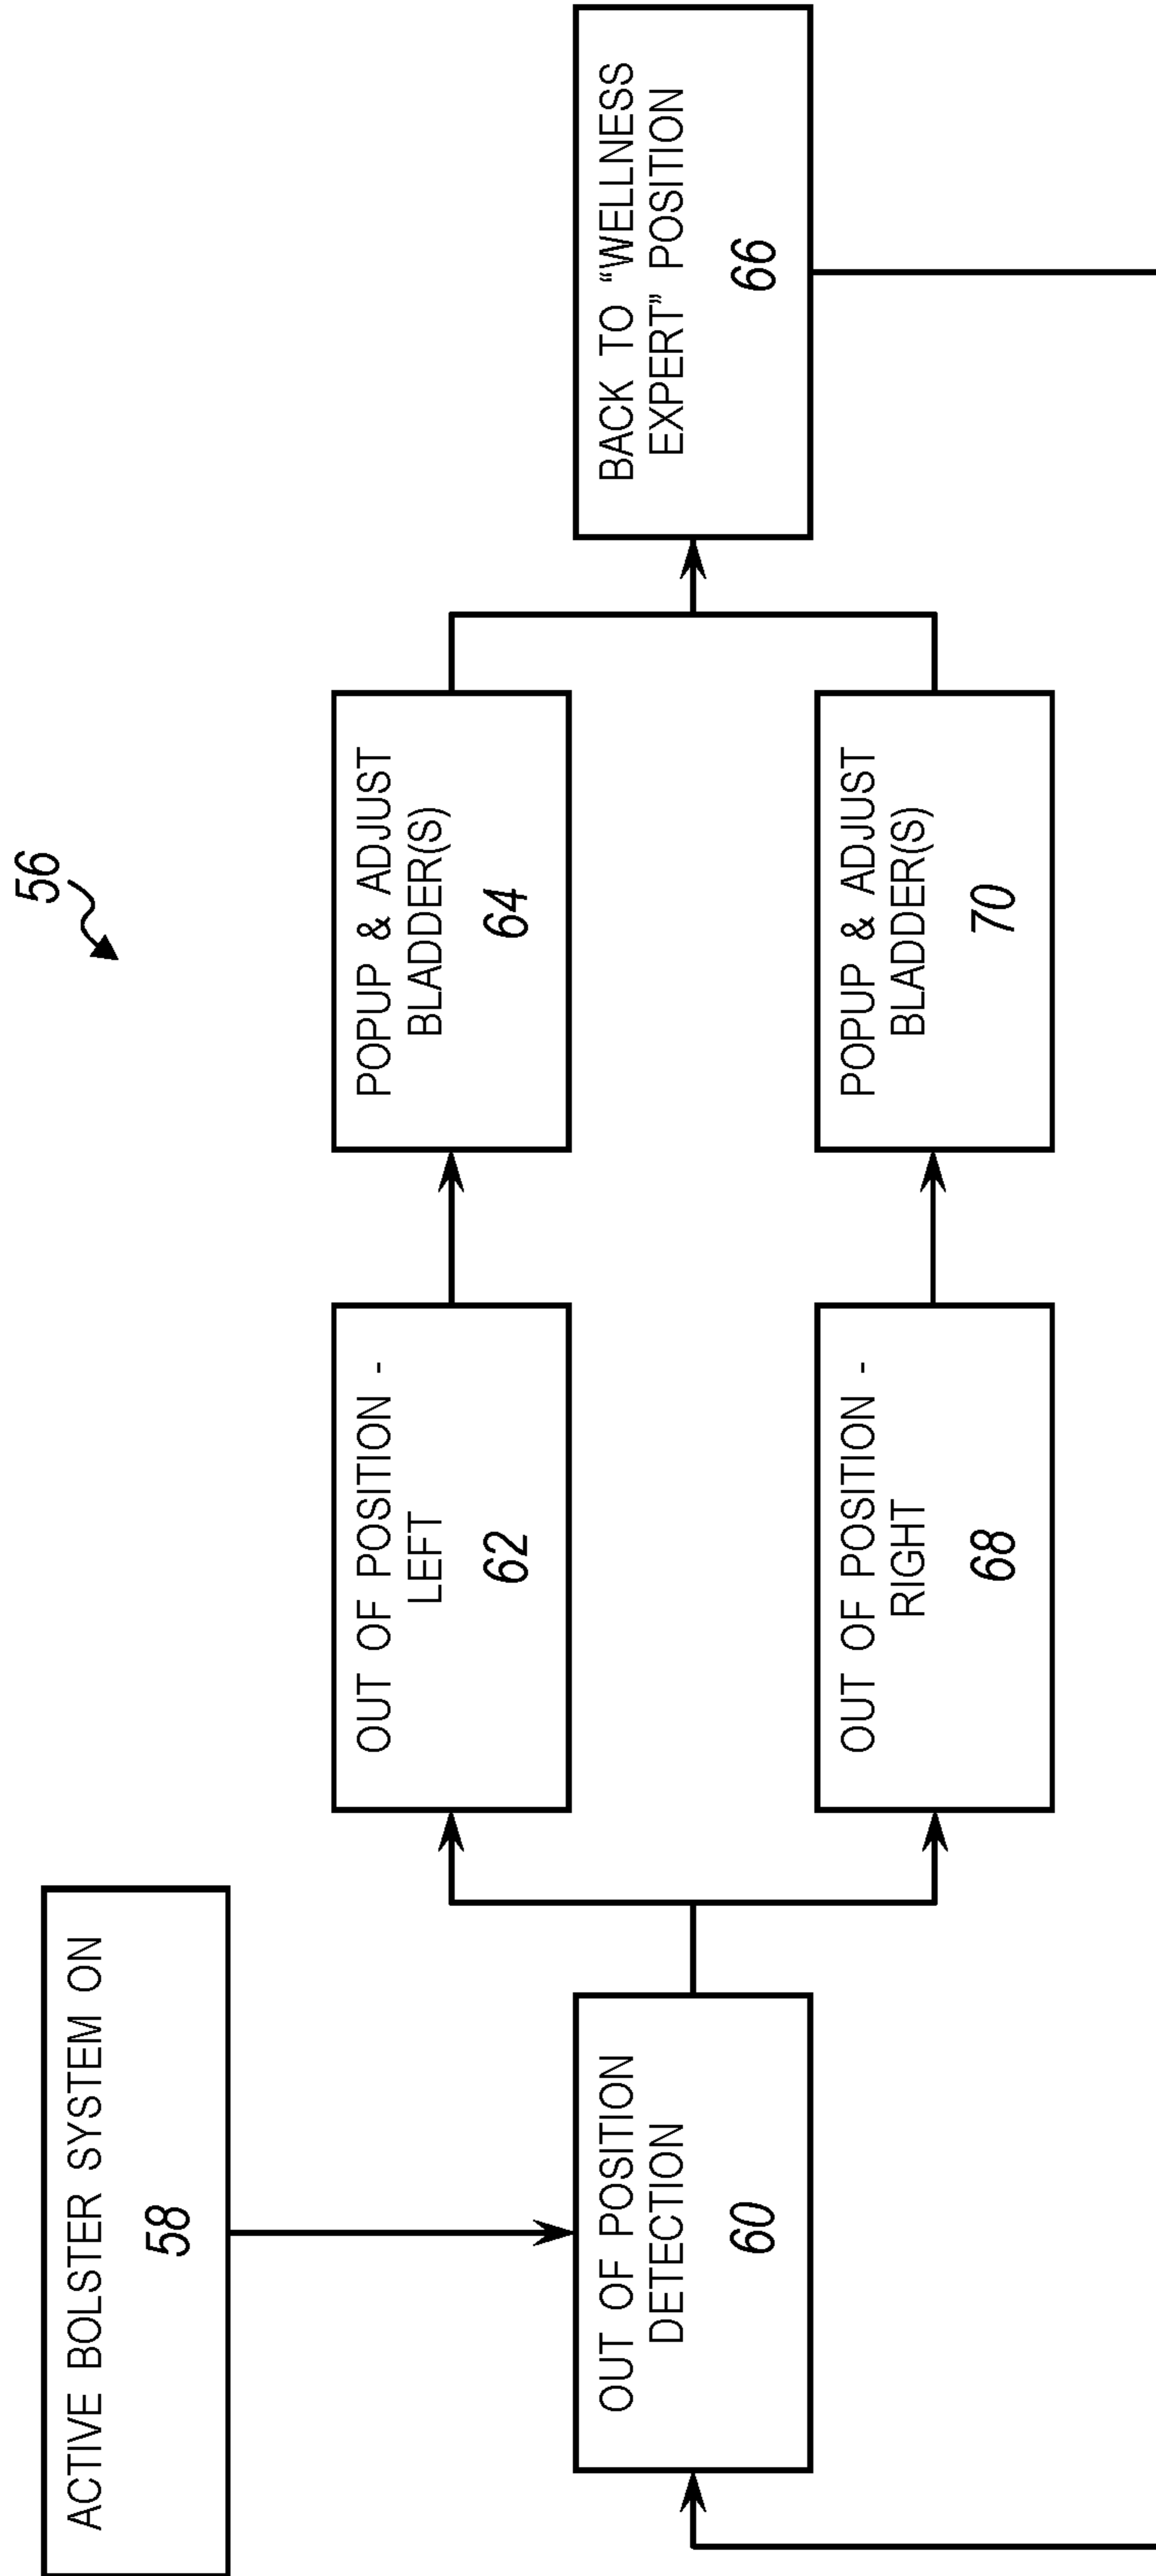 56
ACTIVE BOLSTER SYSTEM ON
58
OUT OF POSITION
DETECTION
60
OUT OF POSITION -
LEFT
62
POPUP & ADJUST
BLADDER(S)
64
OUT OF POSITION -
RIGHT
68
POPUP & ADJUST
BLADDER(S)
70
BACK TO “WELLNESS
EXPERT” POSITION
66